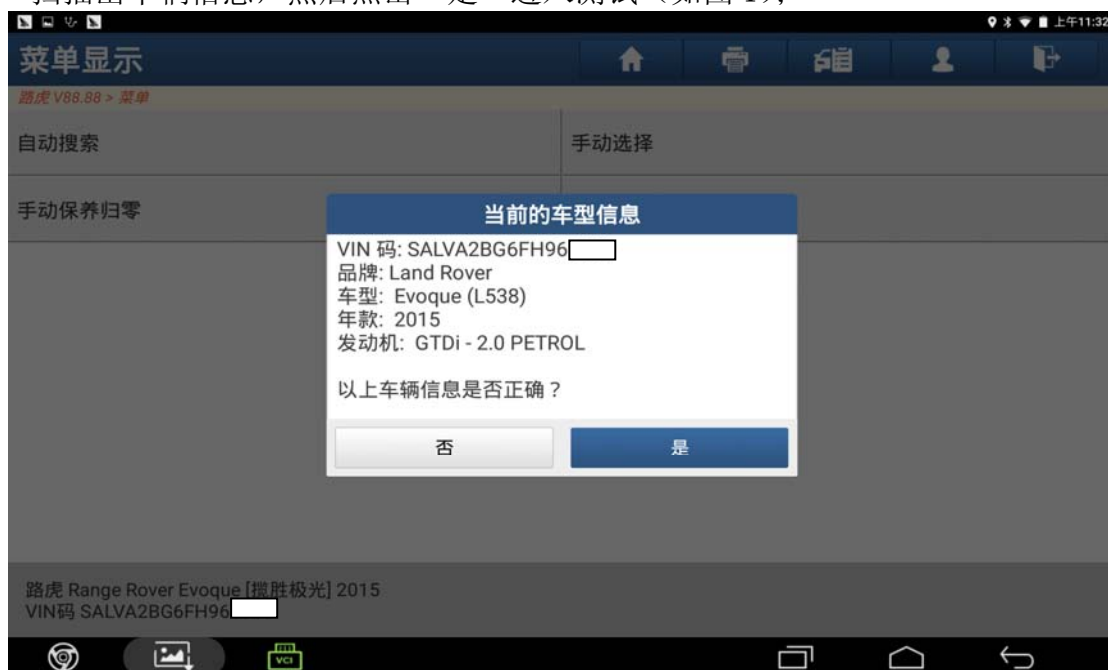 上午11:32
菜单显示
路虎 V88.88 > 菜单
自动搜索
手动选择
手动保养归零
当前的车型信息
VIN 码: SALVA2BG6FH96
品牌: Land Rover
车型: Evoque (L538)
年款: 2015
发动机: GTDi - 2.0 PETROL
以上车辆信息是否正确？
否
是
路虎 Range Rover Evoque [揽胜极光] 2015
VIN码 SALVA2BG6FH96
VCI